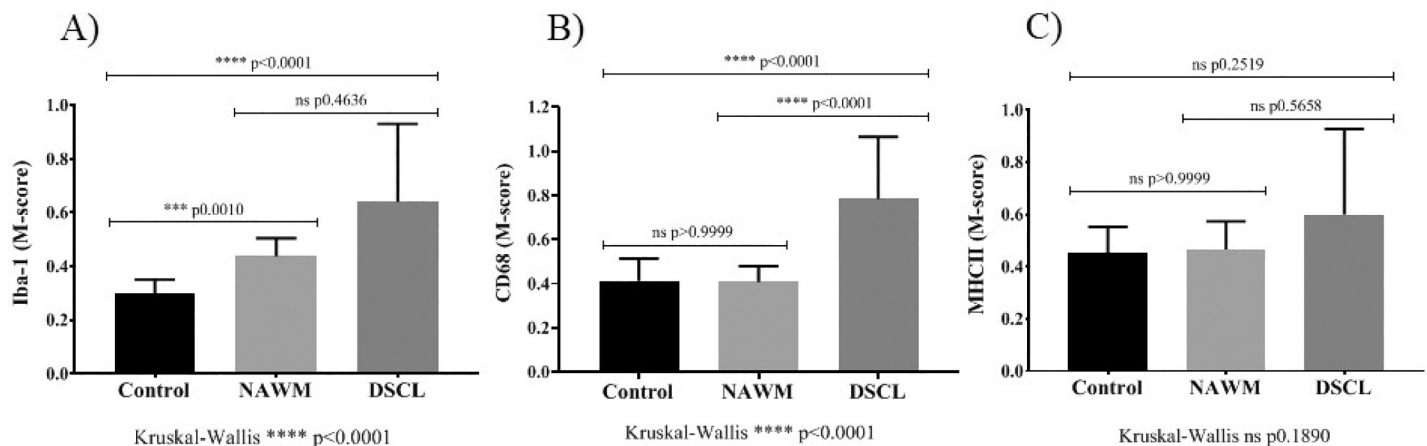 A)
**** p<0.0001
ns p0.4636
*** p0.0010
Iba-1 (M-score)
1.0
0.8
0.6
0.4
0.2
0.0
Control NAWM DSCL
Kruskal-Wallis **** p<0.0001
B)
**** p<0.0001
**** p<0.0001
ns p>0.9999
CD68 (M-score)
1.2
1.0
0.8
0.6
0.4
0.2
0.0
Control NAWM DSCL
Kruskal-Wallis **** p<0.0001
C)
ns p0.2519
ns p0.5658
ns p>0.9999
MHCII (M-score)
1.0
0.8
0.6
0.4
0.2
0.0
Control NAWM DSCL
Kruskal-Wallis ns p0.1890